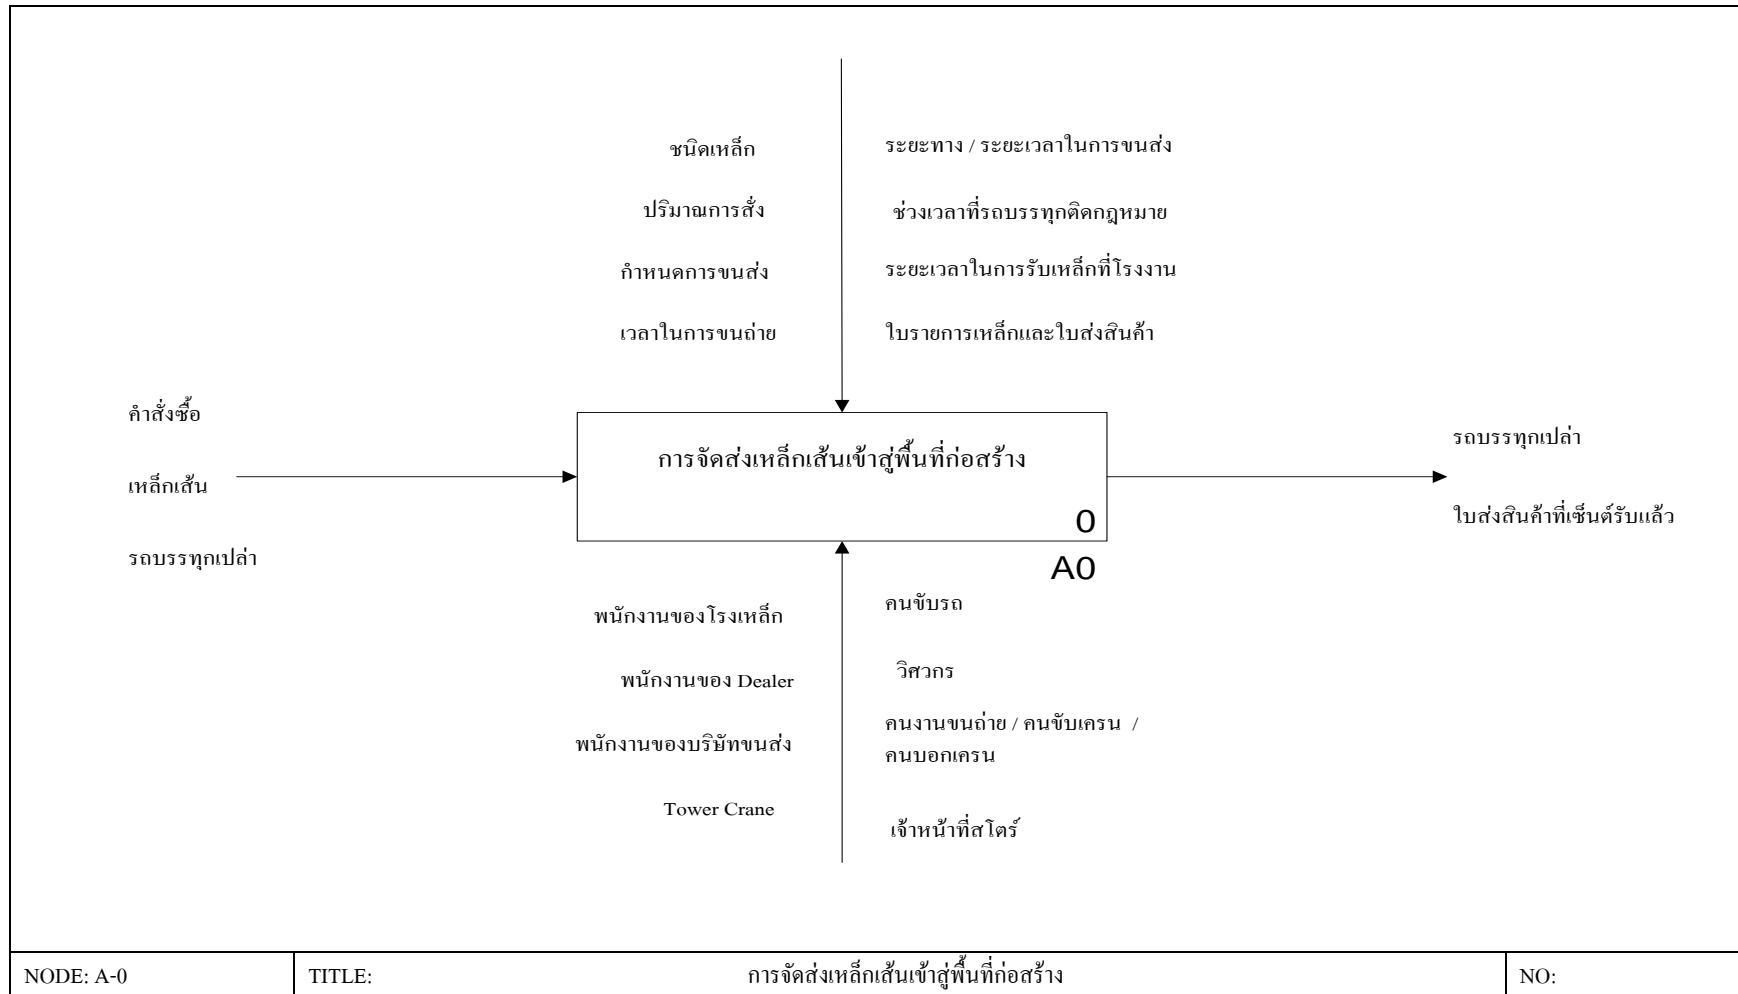 ชนิดเหล็ก
ปริมาณการสั่ง
กำหนดการขนส่ง
เวลาในการขนถ่าย
ระยะทาง / ระยะเวลาในการขนส่ง
ช่วงเวลาที่รถบรรทุกติดกฎหมาย
ระยะเวลาในการรับเหล็กที่โรงงาน
ใบรายการเหล็กและใบส่งสินค้า
คำสั่งซื้อ
เหล็กเส้น
รถบรรทุกเปล่า
การจัดส่งเหล็กเส้นเข้าสู่พื้นที่ก่อสร้าง
0
A0
รถบรรทุกเปล่า
ใบส่งสินค้าที่เซ็นต์รับแล้ว
พนักงานของโรงเหล็ก
พนักงานของ Dealer
พนักงานของบริษัทขนส่ง
Tower Crane
คนขับรถ
วิศวกร
คนงานขนถ่าย / คนขับเครน /
คนบอกเครน
เจ้าหน้าที่สโตร์
NODE: A-0
TITLE:
การจัดส่งเหล็กเส้นเข้าสู่พื้นที่ก่อสร้าง
NO: